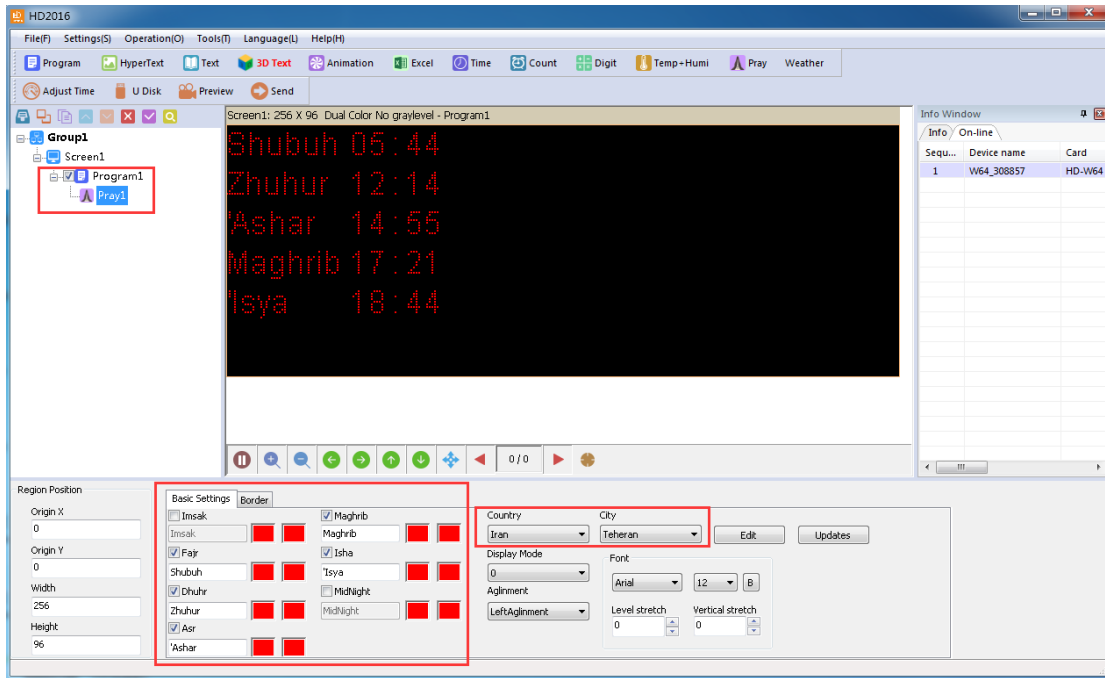 HD2016
File(F) Settings(S) Operation(O) Tools(T) Language(L) Help(H)
Program HyperText Text 3D Text Animation Excel Time Count Digit Temp+Humi Pray Weather
Adjust Time U Disk Preview Send
Group1
Screen1
Program1
Pray1
Screen1: 256 X 96 Dual Color No graylevel - Program1
Shubuh 05:44
Zhuhur 12:14
'Ashar 14:55
Maghrib 17:21
'Isya 18:44
0/0
Info Window
Info On-line
Sequ... Device name Card
1 W64_308857 HD-W64
Region Position
Origin X
0
Origin Y
0
Width
256
Height
96
Basic Settings Border
Imsak Maghrib
Imsak Maghrib
Fajr Isha
Shubuh 'Isya
Dhuhr MidNight
Zhuhur MidNight
Asr
'Ashar
Country City
Iran Teheran Edit Updates
Display Mode Font
0 Arial 12 B
Aglinment
LeftAglinment
Level stretch Vertical stretch
0 0